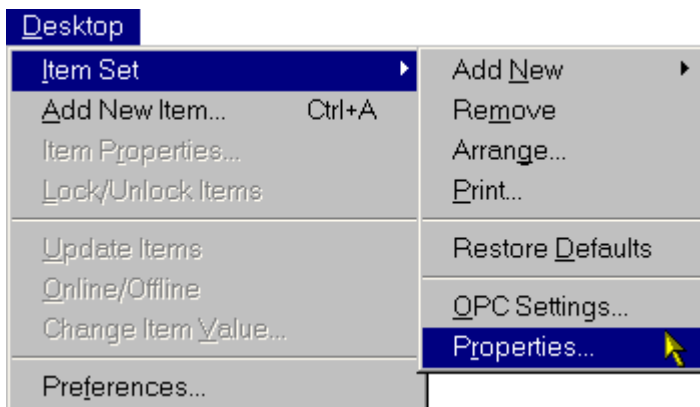 Desktop
Item Set
Add New Item... Ctrl+A
Item Properties...
Lock/Unlock Items
Update Items
Online/Offline
Change Item Value...
Preferences...
Add New
Remove
Arrange...
Print...
Restore Defaults
OPC Settings...
Properties...